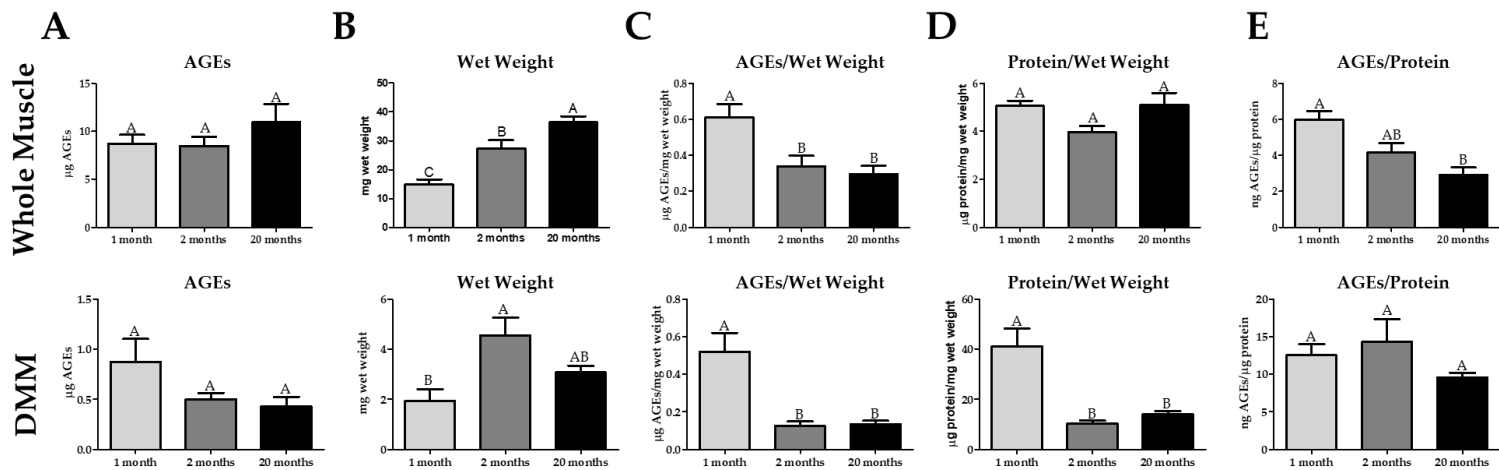 A
B
C
D
E
Whole Muscle
AGEs
µg AGEs
15
10
5
0
A
A
A
1 month
2 months
20 months
Wet Weight
mg wet weight
50
40
30
20
10
0
C
B
A
1 month
2 months
20 months
AGEs/Wet Weight
µg AGEs/mg wet weight
0.8
0.6
0.4
0.2
0.0
A
B
B
1 month
2 months
20 months
Protein/Wet Weight
µg protein/mg wet weight
6
4
2
0
A
A
A
1 month
2 months
20 months
AGEs/Protein
ng AGEs/µg protein
8
6
4
2
0
A
AB
B
1 month
2 months
20 months
DMM
AGEs
µg AGEs
1.5
1.0
0.5
0.0
A
A
A
1 month
2 months
20 months
Wet Weight
mg wet weight
6
4
2
0
B
A
AB
1 month
2 months
20 months
AGEs/Wet Weight
µg AGEs/mg wet weight
0.8
0.6
0.4
0.2
0.0
A
B
B
1 month
2 months
20 months
Protein/Wet Weight
µg protein/mg wet weight
60
40
20
0
A
B
B
1 month
2 months
20 months
AGEs/Protein
ng AGEs/µg protein
20
15
10
5
0
A
A
A
1 month
2 months
20 months